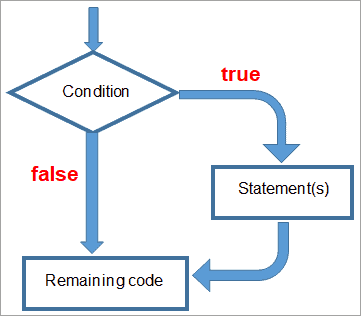 true
Condition
false
Statement(s)
Remaining code